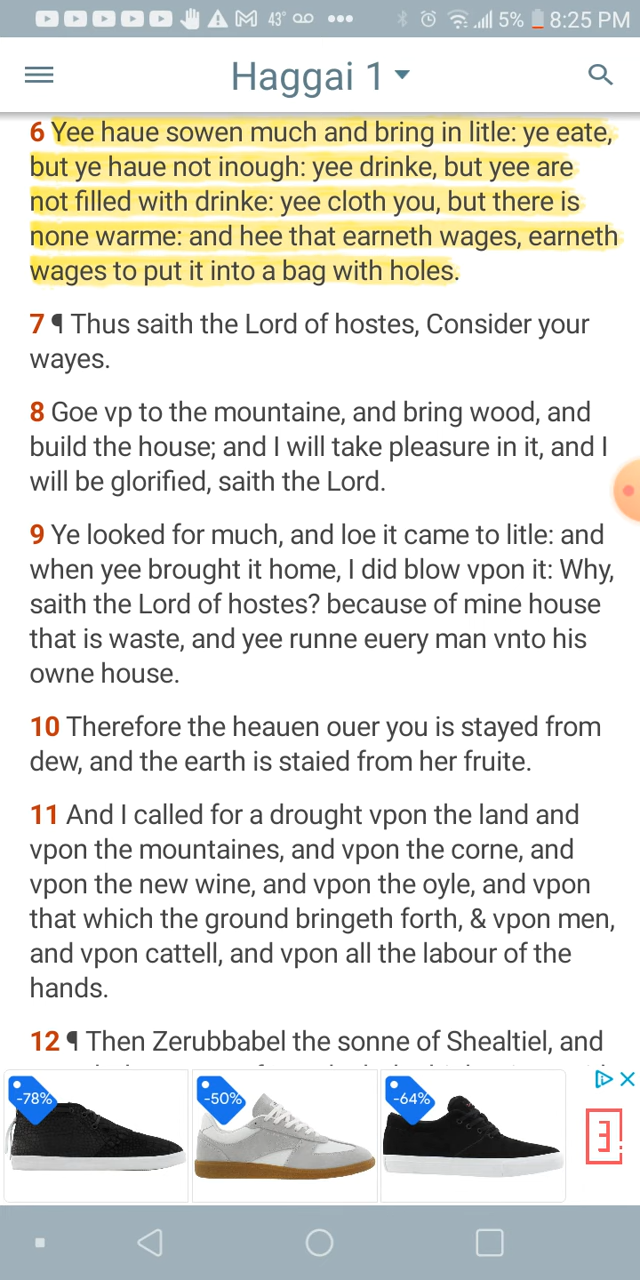 43° 5% 8:25 PM
Haggai 1
6 Yee haue sowen much and bring in litle: ye eate,
but ye haue not inough: yee drinke, but yee are
not filled with drinke: yee cloth you, but there is
none warme: and hee that earneth wages, earneth
wages to put it into a bag with holes.
7 ¶ Thus saith the Lord of hostes, Consider your
wayes.
8 Goe vp to the mountaine, and bring wood, and
build the house; and I will take pleasure in it, and I
will be glorified, saith the Lord.
9 Ye looked for much, and loe it came to litle: and
when yee brought it home, I did blow vpon it: Why,
saith the Lord of hostes? because of mine house
that is waste, and yee runne euery man vnto his
owne house.
10 Therefore the heauen ouer you is stayed from
dew, and the earth is staied from her fruite.
11 And I called for a drought vpon the land and
vpon the mountaines, and vpon the corne, and
vpon the new wine, and vpon the oyle, and vpon
that which the ground bringeth forth, & vpon men,
and vpon cattell, and vpon all the labour of the
hands.
12 ¶ Then Zerubbabel the sonne of Shealtiel, and
-78% -50% -64%